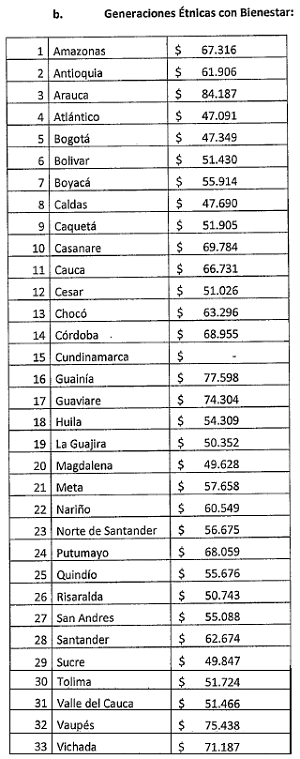 b. Generaciones Étnicas con Bienestar:
1 Amazonas $ 67.316
2 Antioquia $ 61.906
3 Arauca $ 84.187
4 Atlántico $ 47.091
5 Bogotá $ 47.349
6 Bolivar $ 51.430
7 Boyacá $ 55.914
8 Caldas $ 47.690
9 Caquetá $ 51.905
10 Casanare $ 69.784
11 Cauca $ 66.731
12 Cesar $ 51.026
13 Chocó $ 63.296
14 Córdoba $ 68.955
15 Cundinamarca $ -
16 Guainía $ 77.598
17 Guaviare $ 74.304
18 Huila $ 54.309
19 La Guajira $ 50.352
20 Magdalena $ 49.628
21 Meta $ 57.658
22 Nariño $ 60.549
23 Norte de Santander $ 56.675
24 Putumayo $ 68.059
25 Quindío $ 55.676
26 Risaralda $ 50.743
27 San Andres $ 55.088
28 Santander $ 62.674
29 Sucre $ 49.847
30 Tolima $ 51.724
31 Valle del Cauca $ 51.466
32 Vaupés $ 75.438
33 Vichada $ 71.187